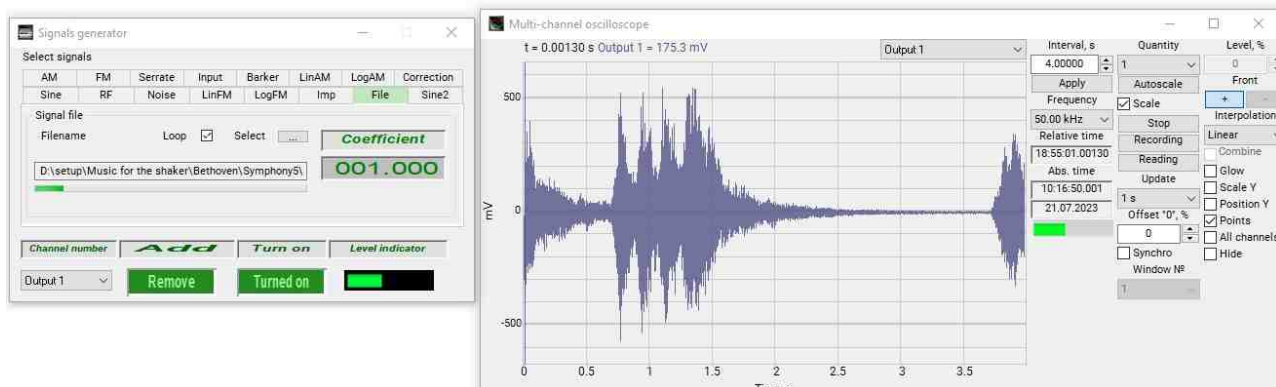 Signals generator
Select signals
AM FM Serrate Input Barker LinAM LogAM Correction
Sine RF Noise LinFM LogFM Imp File Sine2
Signal file
Filename Loop Select ...
Coefficient
D:\setup\Music for the shaker\Bethoven\Symphony5\
001.000
Channel number Add Turn on Level indicator
Output 1 Remove Turned on
Multi-channel oscilloscope
t = 0.00130 s Output 1 = 175.3 mV
Output 1
500
0
-500
mV
0 0.5 1 1.5 2 2.5 3 3.5
Interval, s
4.00000
Apply
Frequency
50.00 kHz
Relative time
18:55:01.00130
Abs. time
10:16:50.001
21.07.2023
Quantity
1
Autoscale
Scale
Stop
Recording
Reading
Update
1 s
Offset "0", %
0
Synchro
Window №
1
Level, %
0
Front
+ -
Interpolation
Linear
Combine
Glow
Scale Y
Position Y
Points
All channels
Hide